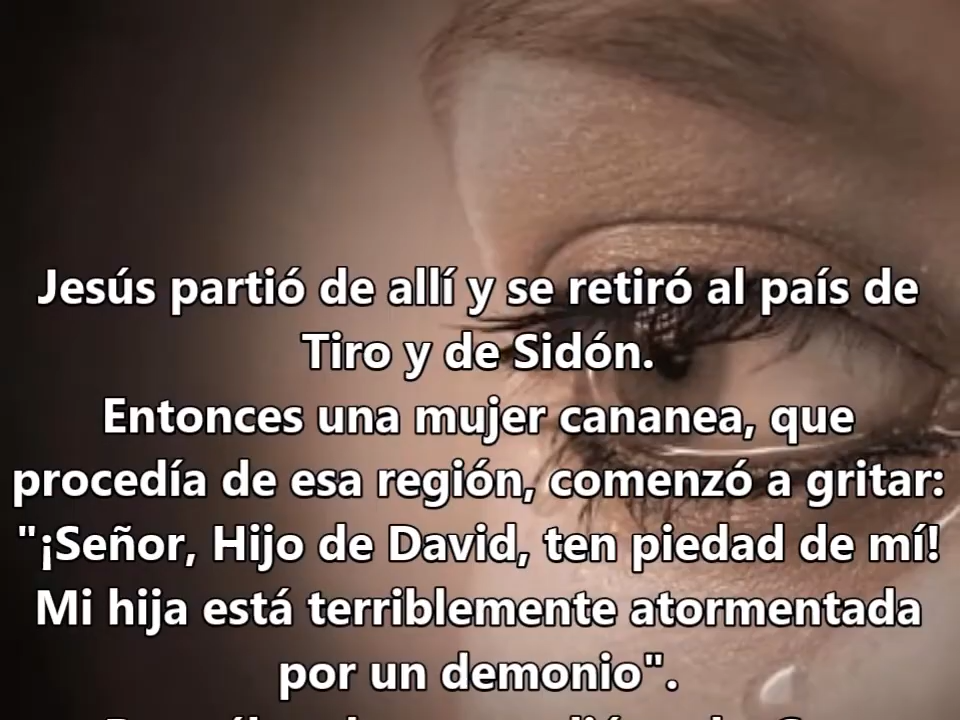 Jesús partió de allí y se retiró al país de
Tiro y de Sidón.
Entonces una mujer cananea, que
procedía de esa región, comenzó a gritar:
"¡Señor, Hijo de David, ten piedad de mí!
Mi hija está terriblemente atormentada
por un demonio".